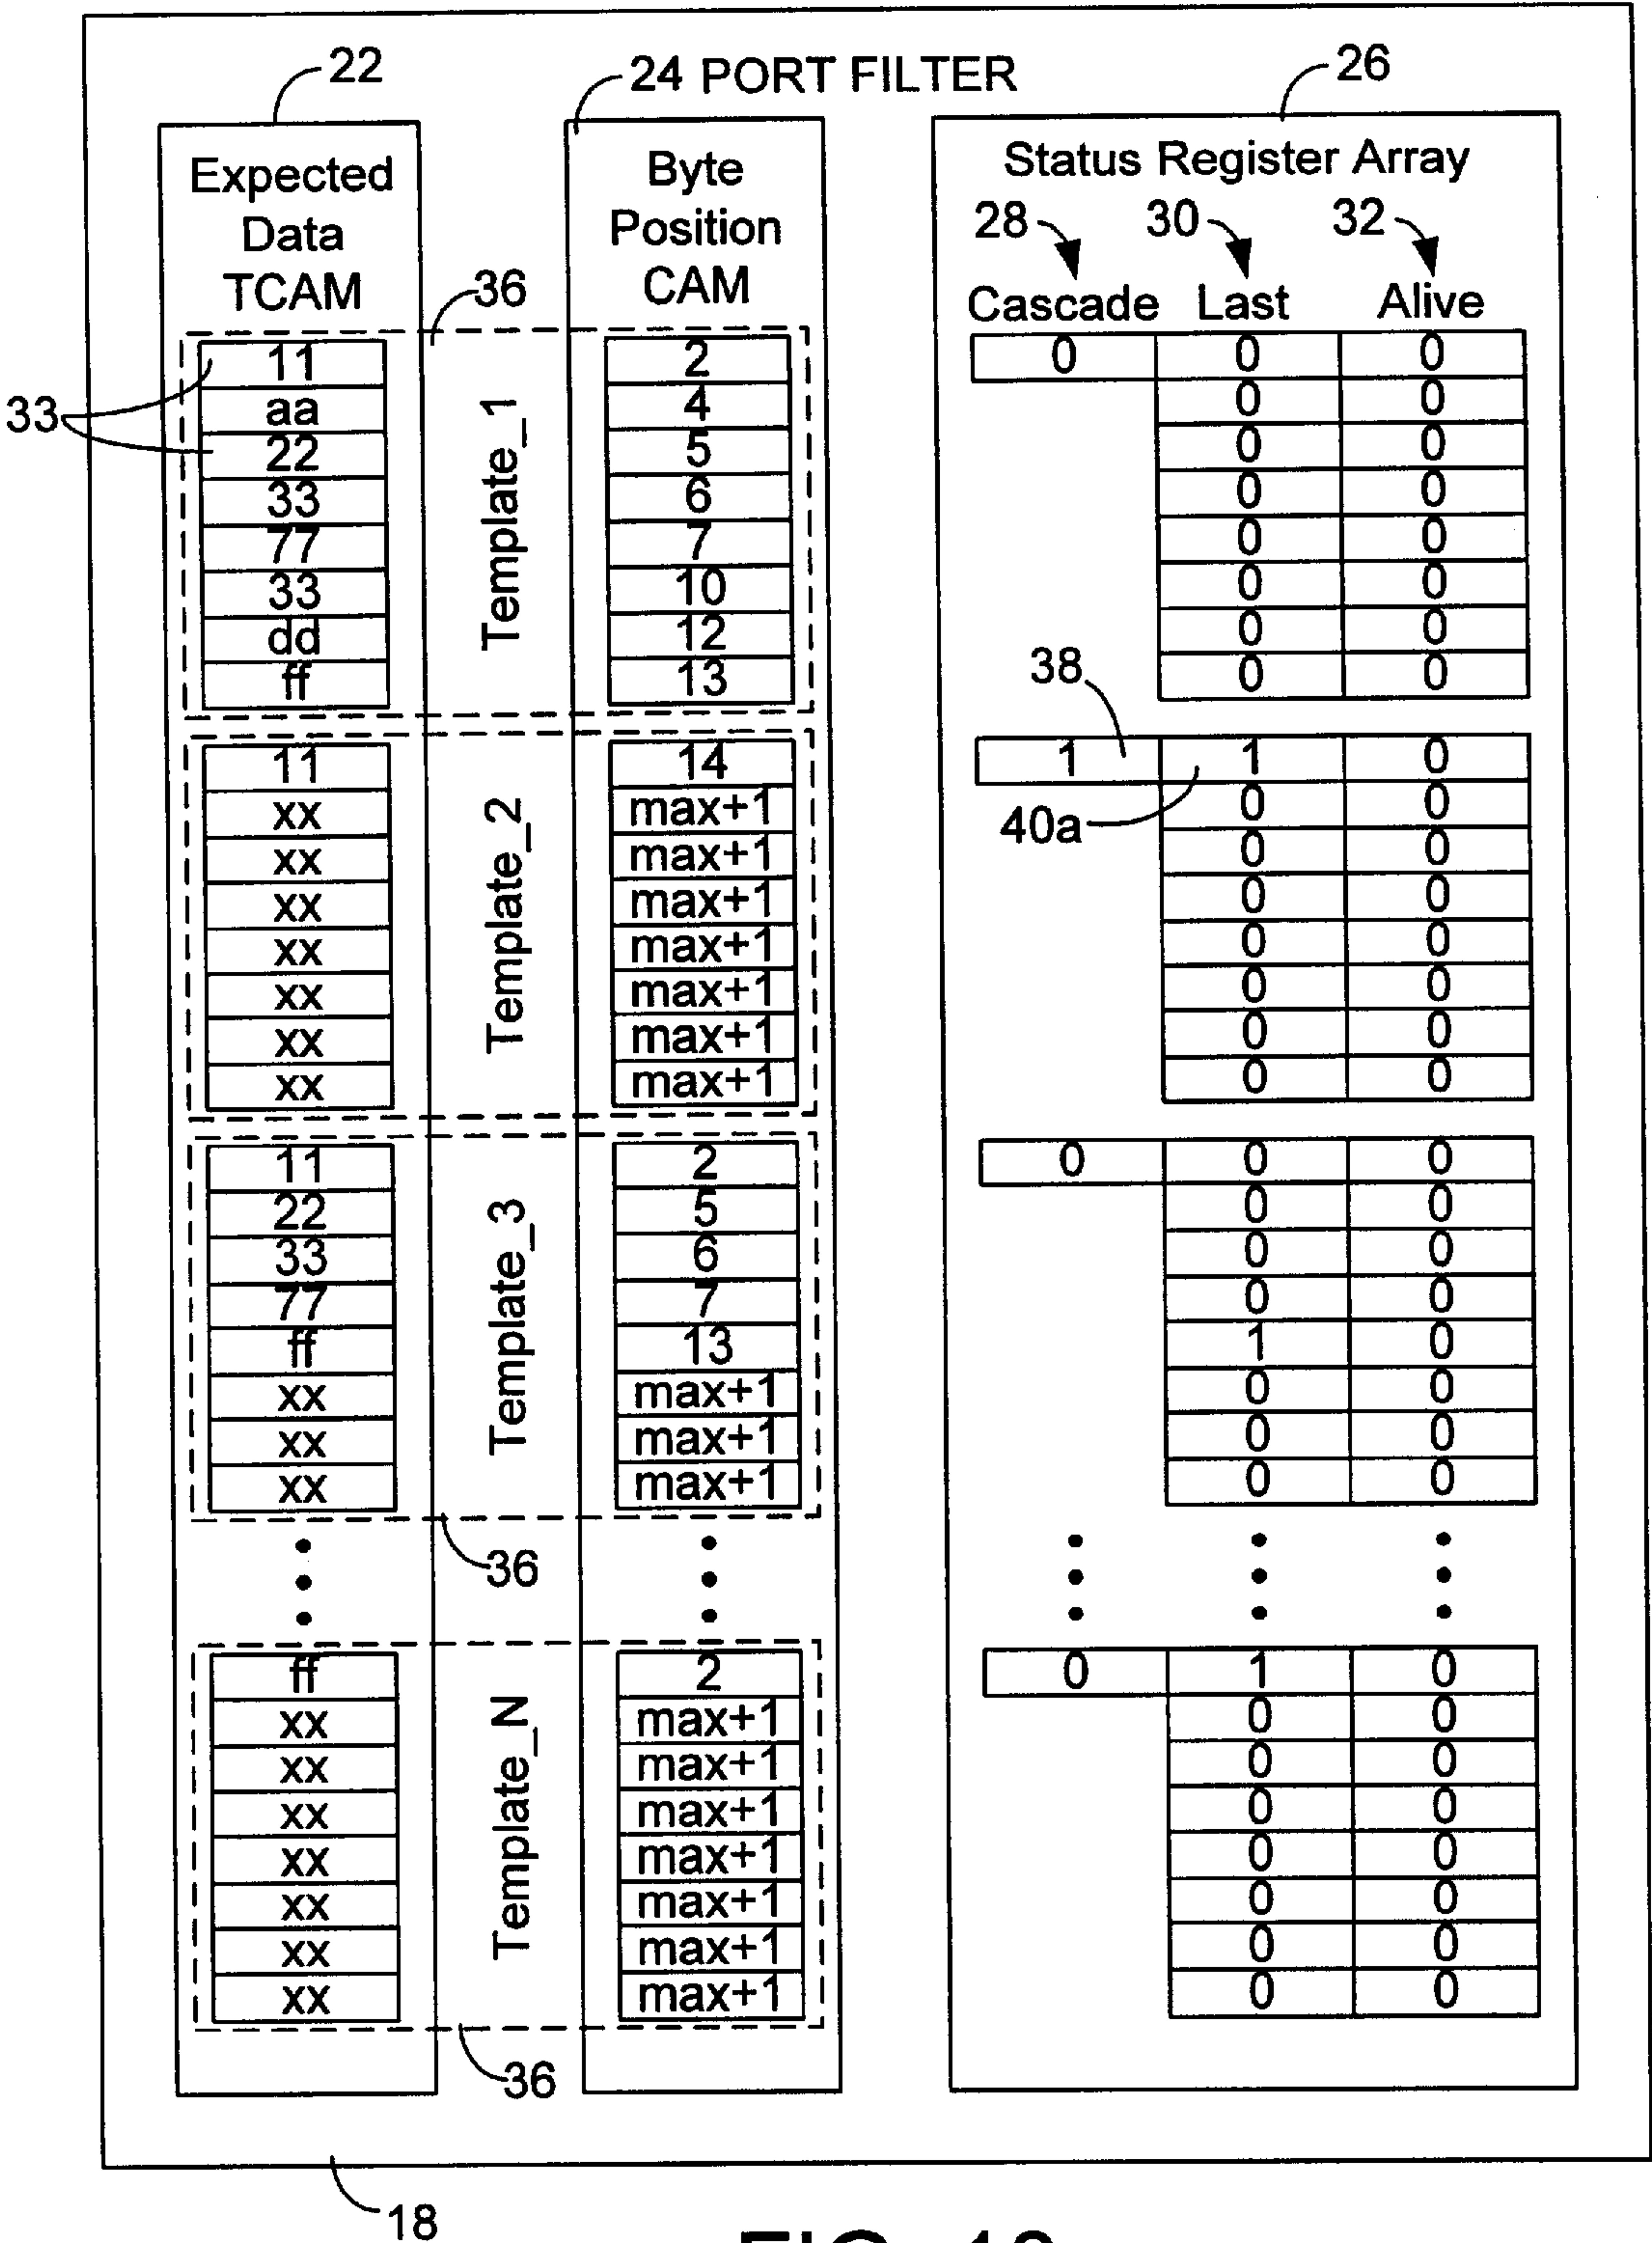 22
24 PORT FILTER
26
Expected
Data
TCAM
Byte
Position
CAM
Status Register Array
28
30
32
Cascade Last Alive
36
33
Template_1
11 2 0 0 0
aa 4 0 0
22 5 0 0
33 6 0 0
77 7 0 0
33 10 0 0
dd 12 0 0
ff 13 0 0
38
40a
Template_2
11 14 1 1 0
xx max+1 0 0
xx max+1 0 0
xx max+1 0 0
xx max+1 0 0
xx max+1 0 0
xx max+1 0 0
xx max+1 0 0
Template_3
11 2 0 0 0
22 5 0 0
33 6 0 0
77 7 0 0
ff 13 1 0
xx max+1 0 0
xx max+1 0 0
xx max+1 0 0
36
Template_N
ff 2 0 1 0
xx max+1 0 0
xx max+1 0 0
xx max+1 0 0
xx max+1 0 0
xx max+1 0 0
xx max+1 0 0
xx max+1 0 0
36
18